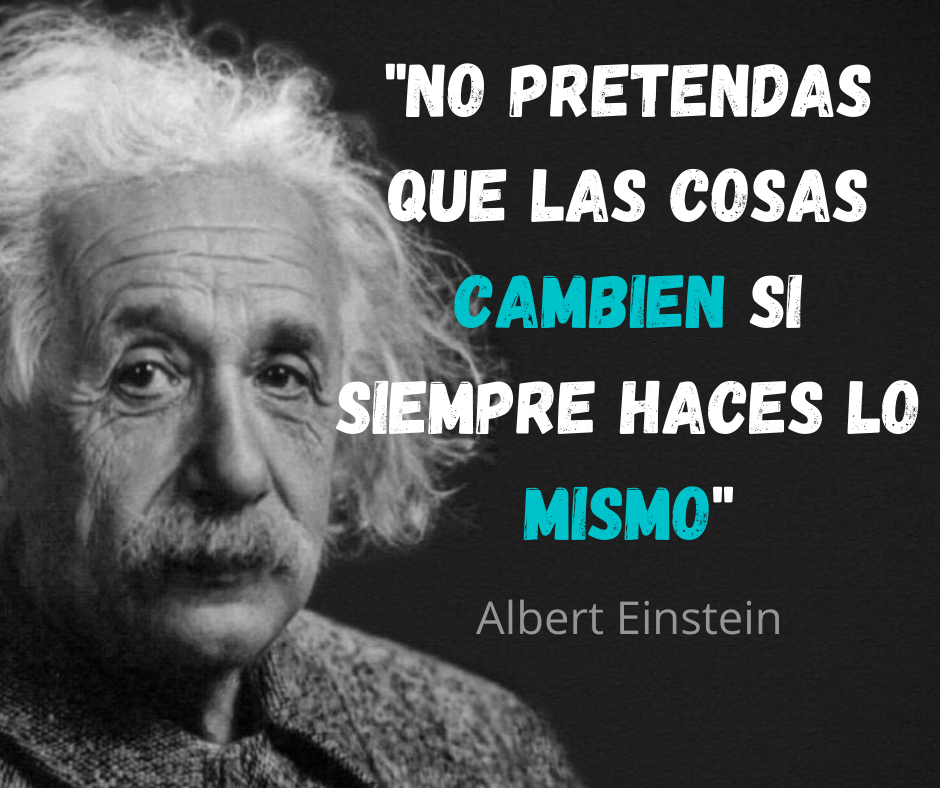 "NO PRETENDAS
QUE LAS COSAS
CAMBIEN SI
SIEMPRE HACES LO
MISMO"
Albert Einstein